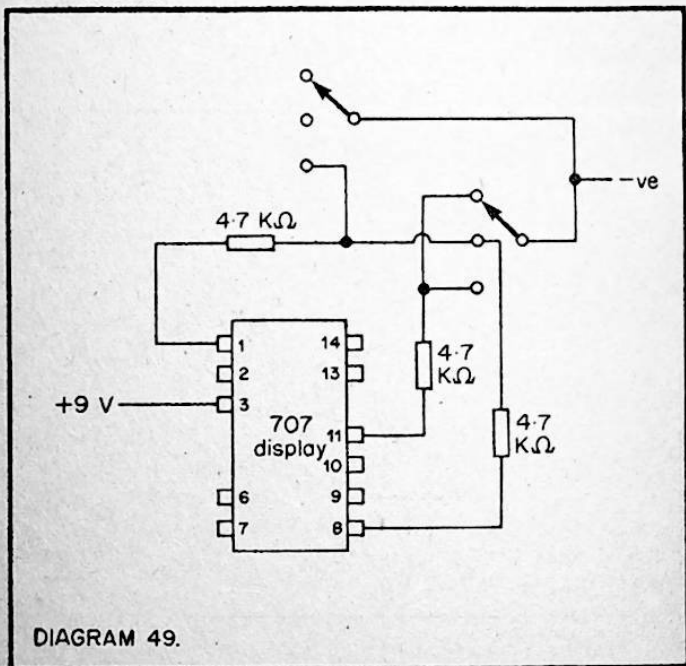 –ve
4·7 KΩ
4·7
KΩ
4·7
KΩ
+9 V
707
display
1
2
3
6
7
14
13
11
10
9
8
DIAGRAM 49.